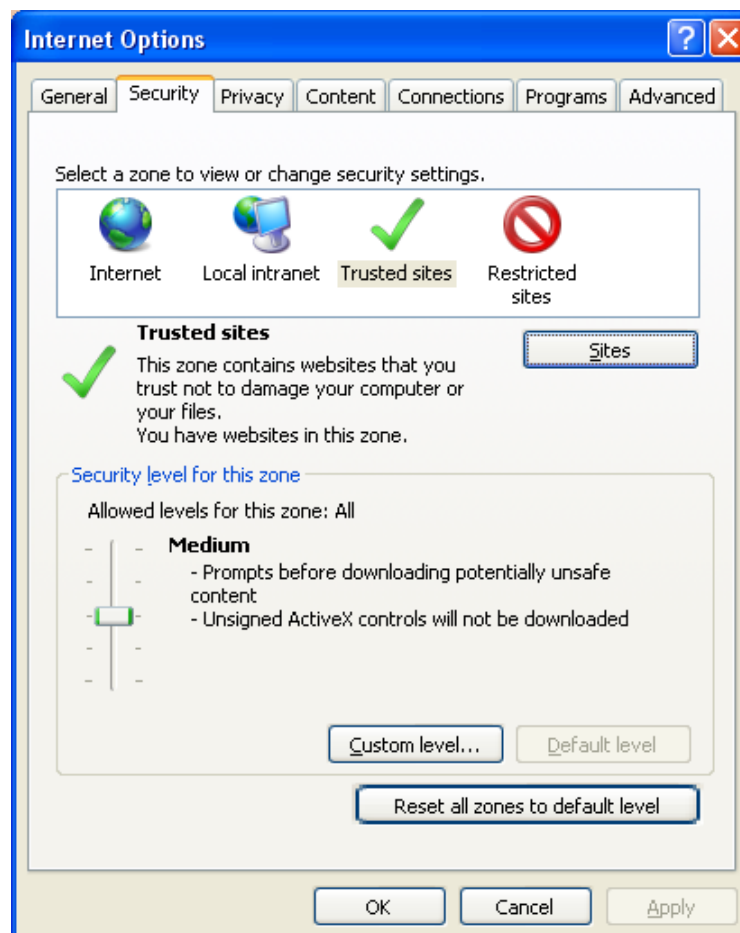 Internet Options
General Security Privacy Content Connections Programs Advanced
Select a zone to view or change security settings.
Internet Local intranet Trusted sites Restricted
sites
Trusted sites
Sites
This zone contains websites that you
trust not to damage your computer or
your files.
You have websites in this zone.
Security level for this zone
Allowed levels for this zone: All
Medium
- Prompts before downloading potentially unsafe
content
- Unsigned ActiveX controls will not be downloaded
Custom level... Default level
Reset all zones to default level
OK Cancel Apply